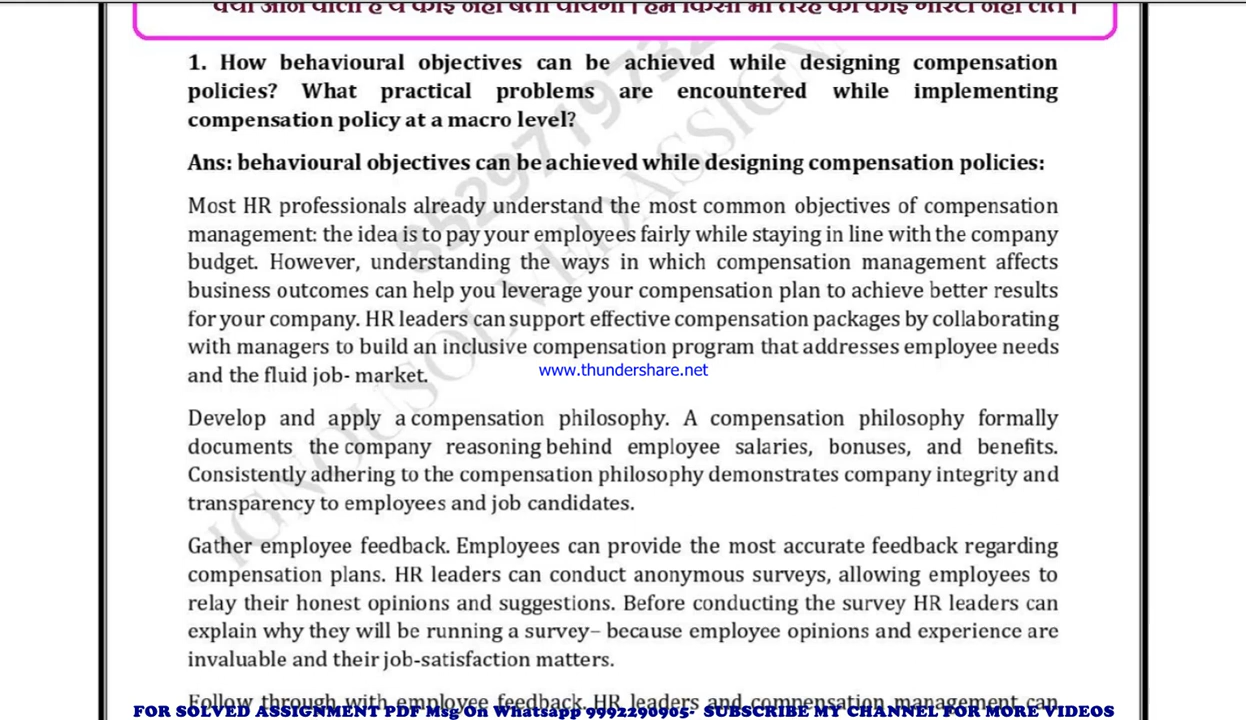 1. How behavioural objectives can be achieved while designing compensation
policies? What practical problems are encountered while implementing
compensation policy at a macro level?
Ans: behavioural objectives can be achieved while designing compensation policies:
Most HR professionals already understand the most common objectives of compensation
management: the idea is to pay your employees fairly while staying in line with the company
budget. However, understanding the ways in which compensation management affects
business outcomes can help you leverage your compensation plan to achieve better results
for your company. HR leaders can support effective compensation packages by collaborating
with managers to build an inclusive compensation program that addresses employee needs
and the fluid job- market.
www.thundershare.net
Develop and apply a compensation philosophy. A compensation philosophy formally
documents the company reasoning behind employee salaries, bonuses, and benefits.
Consistently adhering to the compensation philosophy demonstrates company integrity and
transparency to employees and job candidates.
Gather employee feedback. Employees can provide the most accurate feedback regarding
compensation plans. HR leaders can conduct anonymous surveys, allowing employees to
relay their honest opinions and suggestions. Before conducting the survey HR leaders can
explain why they will be running a survey– because employee opinions and experience are
invaluable and their job-satisfaction matters.
Follow through with employee feedback. HR leaders and compensation management can
FOR SOLVED ASSIGNMENT PDF Msg On Whatsapp 9992290905- SUBSCRIBE MY CHANNEL FOR MORE VIDEOS